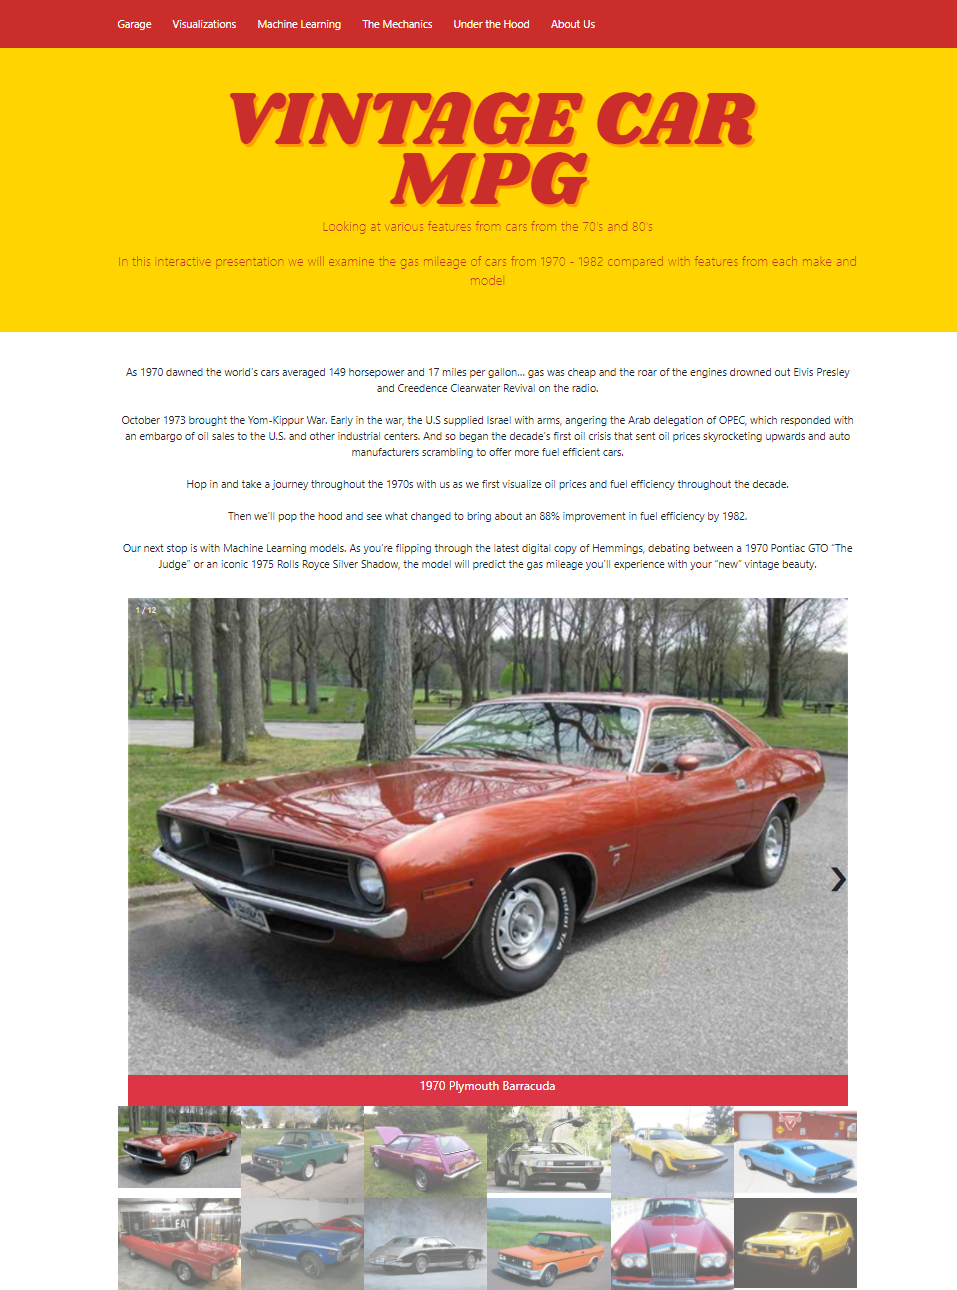 Garage Visualizations Machine Learning The Mechanics Under the Hood About Us
VINTAGE CAR
MPG
Looking at various features from cars from the 70's and 80's
In this interactive presentation we will examine the gas mileage of cars from 1970 - 1982 compared with features from each make and
model
As 1970 dawned the world's cars averaged 149 horsepower and 17 miles per gallon... gas was cheap and the roar of the engines drowned out Elvis Presley
and Creedence Clearwater Revival on the radio.
October 1973 brought the Yom-Kippur War. Early in the war, the U.S supplied Israel with arms, angering the Arab delegation of OPEC, which responded with
an embargo of oil sales to the U.S. and other industrial centers. And so began the decade's first oil crisis that sent oil prices skyrocketing upwards and auto
manufacturers scrambling to offer more fuel efficient cars.
Hop in and take a journey throughout the 1970s with us as we first visualize oil prices and fuel efficiency throughout the decade.
Then we'll pop the hood and see what changed to bring about an 88% improvement in fuel efficiency by 1982.
Our next stop is with Machine Learning models. As you're flipping through the latest digital copy of Hemmings, debating between a 1970 Pontiac GTO "The
Judge" or an iconic 1975 Rolls Royce Silver Shadow, the model will predict the gas mileage you'll experience with your "new" vintage beauty.
1 / 12
Radial T/A
1970 Plymouth Barracuda
EAT